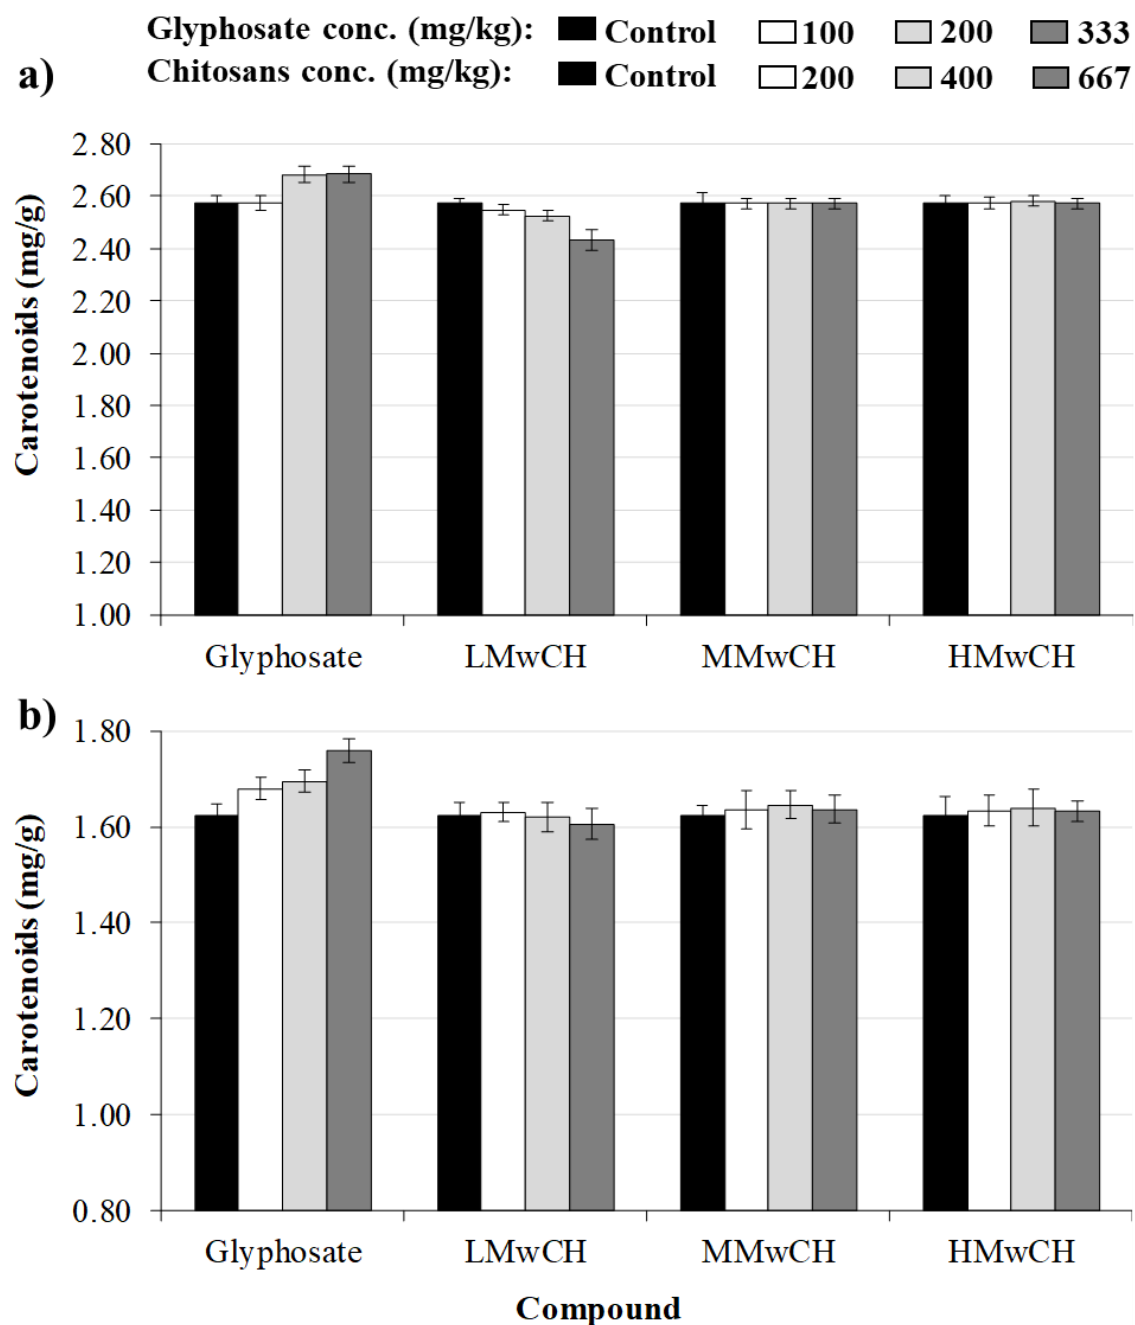 Glyphosate conc. (mg/kg): Control 100 200 333
Chitosans conc. (mg/kg): Control 200 400 667
a)
Carotenoids (mg/g)
2.80
2.60
2.40
2.20
2.00
1.80
1.60
1.40
1.20
1.00
Glyphosate LMwCH MMwCH HMwCH
b)
Carotenoids (mg/g)
1.80
1.60
1.40
1.20
1.00
0.80
Glyphosate LMwCH MMwCH HMwCH
Compound